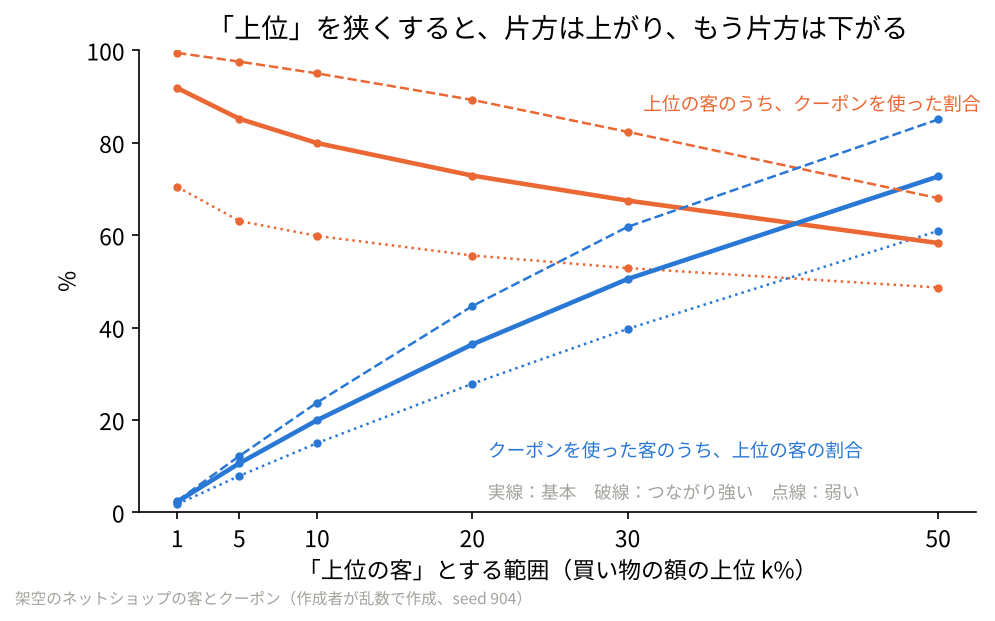 「上位」を狭くすると、片方は上がり、もう片方は下がる
100
80
60
40
20
0
%
上位の客のうち、クーポンを使った割合
クーポンを使った客のうち、上位の客の割合
実線：基本　破線：つながり強い　点線：弱い
1 5 10 20 30 50
「上位の客」とする範囲（買い物の額の上位 k%）
架空のネットショップの客とクーポン（作成者が乱数で作成、seed 904）